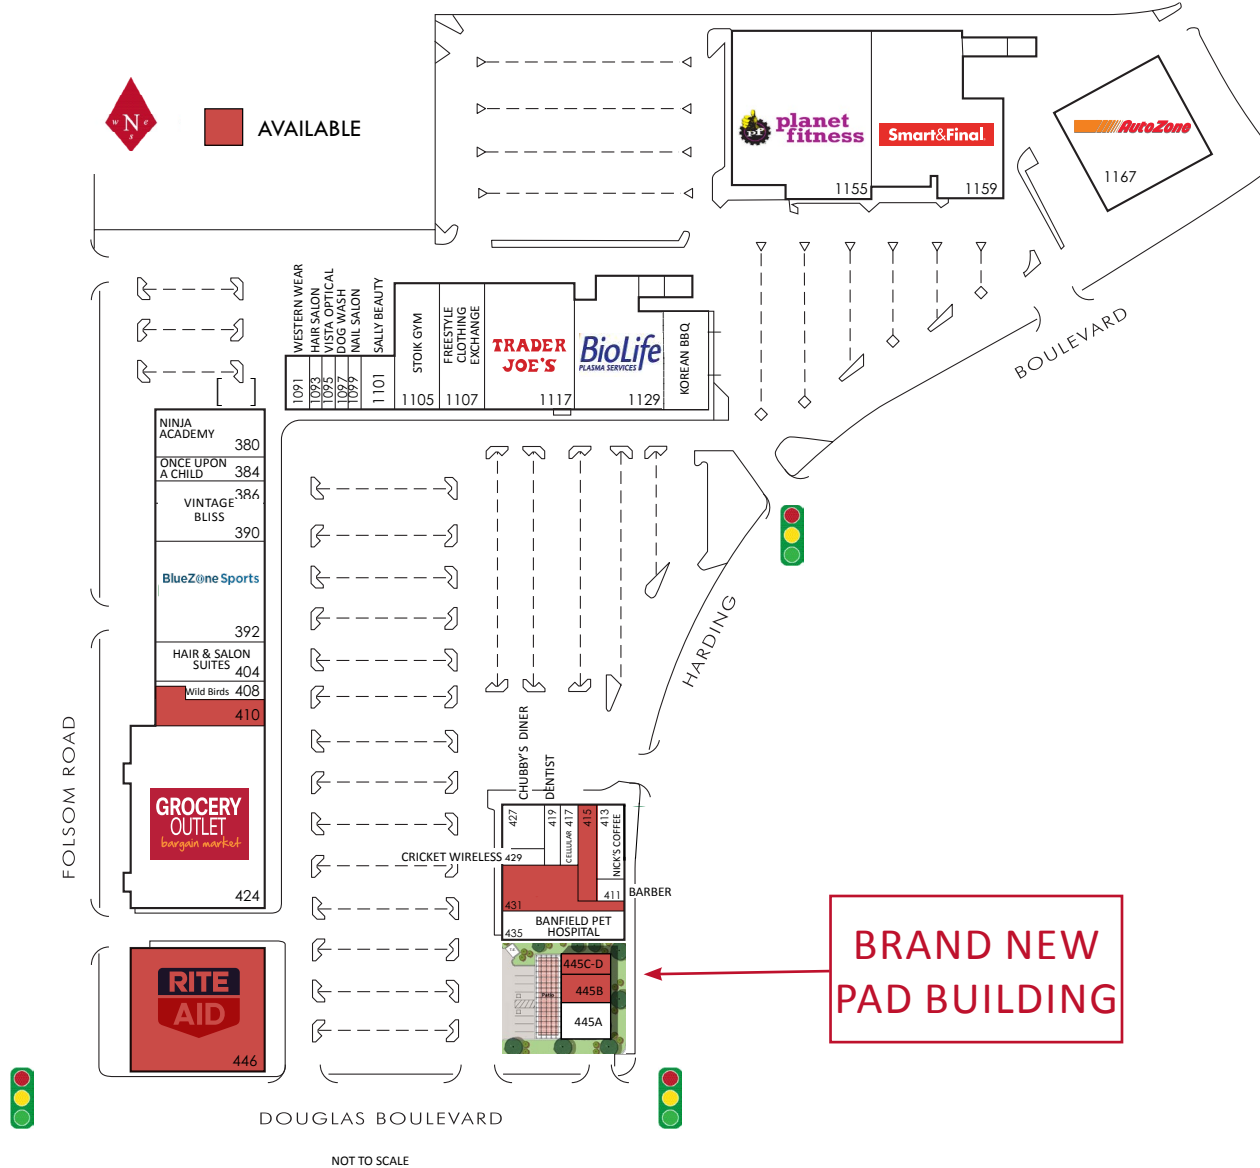 w N e
s
AVAILABLE
planet
fitness
1155
Smart&Final.
1159
AutoZone
1167
BOULEVARD
HARDING
WESTERN WEAR
1091
HAIR SALON
1093
VISTA OPTICAL
1095
DOG WASH
1097
NAIL SALON
1099
SALLY BEAUTY
1101
STOIK GYM
1105
FREESTYLE
CLOTHING
EXCHANGE
1107
TRADER
JOE'S
1117
BioLife
PLASMA SERVICES
1129
KOREAN BBQ
NINJA
ACADEMY
380
ONCE UPON
A CHILD
384
386
VINTAGE
BLISS
390
BlueZone Sports
392
HAIR & SALON
SUITES
404
Wild Birds 408
410
FOLSOM ROAD
GROCERY
OUTLET
bargain market
424
RITE
AID
446
CHUBBY'S DINER
427
DENTIST
419
CELLULAR 417
415
413
NICK'S COFFEE
CRICKET WIRELESS 429
411 BARBER
431
BANFIELD PET
HOSPITAL
435
445C-D
445B
445A
Patio
BRAND NEW
PAD BUILDING
DOUGLAS BOULEVARD
NOT TO SCALE